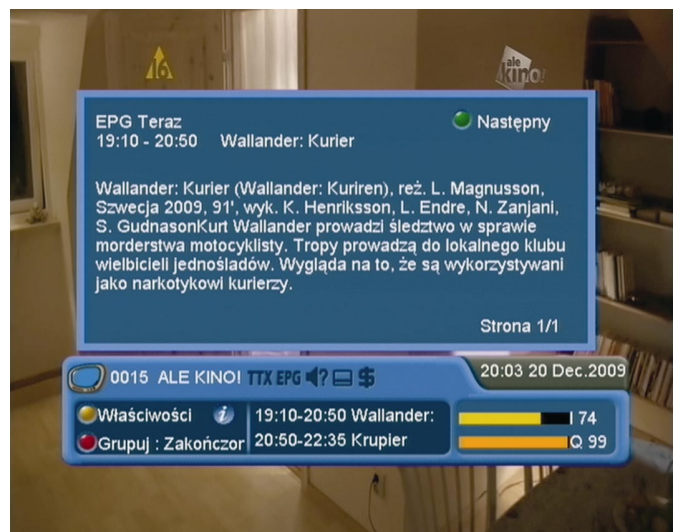 16
ale
kino!
EPG Teraz
Następny
19:10 - 20:50 Wallander: Kurier
Wallander: Kurier (Wallander: Kuriren), reż. L. Magnusson,
Szwecja 2009, 91', wyk. K. Henriksson, L. Endre, N. Zanjani,
S. GudnasonKurt Wallander prowadzi śledztwo w sprawie
morderstwa motocyklisty. Tropy prowadzą do lokalnego klubu
wielbicieli jednośladów. Wygląda na to, że są wykorzystywani
jako narkotykowi kurierzy.
Strona 1/1
0015 ALE KINO! TTX EPG ? $
20:03 20 Dec.2009
Właściwości i
19:10-20:50 Wallander:
I 74
Grupuj : Zakończor
20:50-22:35 Krupier
Q 99